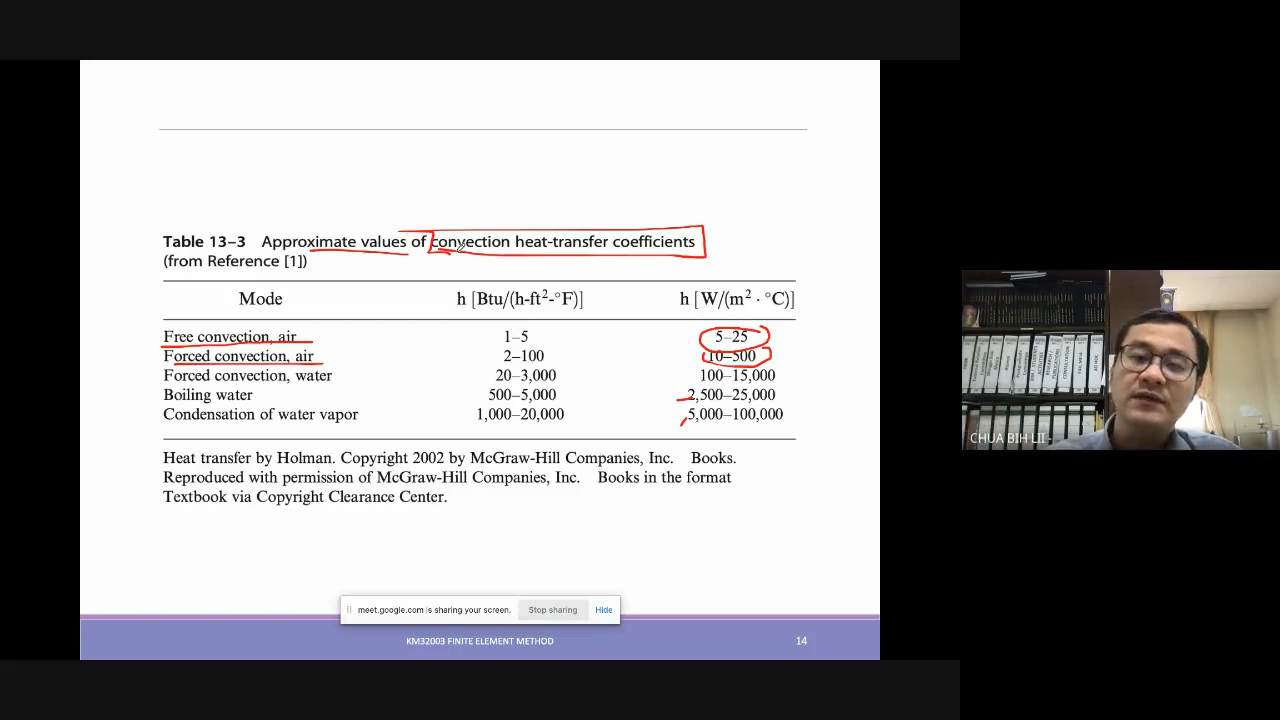 Table 13–3 Approximate values of convection heat-transfer coefficients
(from Reference [1])
Mode h [Btu/(h-ft²-°F)] h [W/(m² · °C)]
Free convection, air 1–5 5–25
Forced convection, air 2–100 10–500
Forced convection, water 20–3,000 100–15,000
Boiling water 500–5,000 2,500–25,000
Condensation of water vapor 1,000–20,000 5,000–100,000
Heat transfer by Holman. Copyright 2002 by McGraw-Hill Companies, Inc. Books.
Reproduced with permission of McGraw-Hill Companies, Inc. Books in the format
Textbook via Copyright Clearance Center.
meet.google.com is sharing your screen. Stop sharing Hide
KM32003 FINITE ELEMENT METHOD 14
CHUA BIH LII -